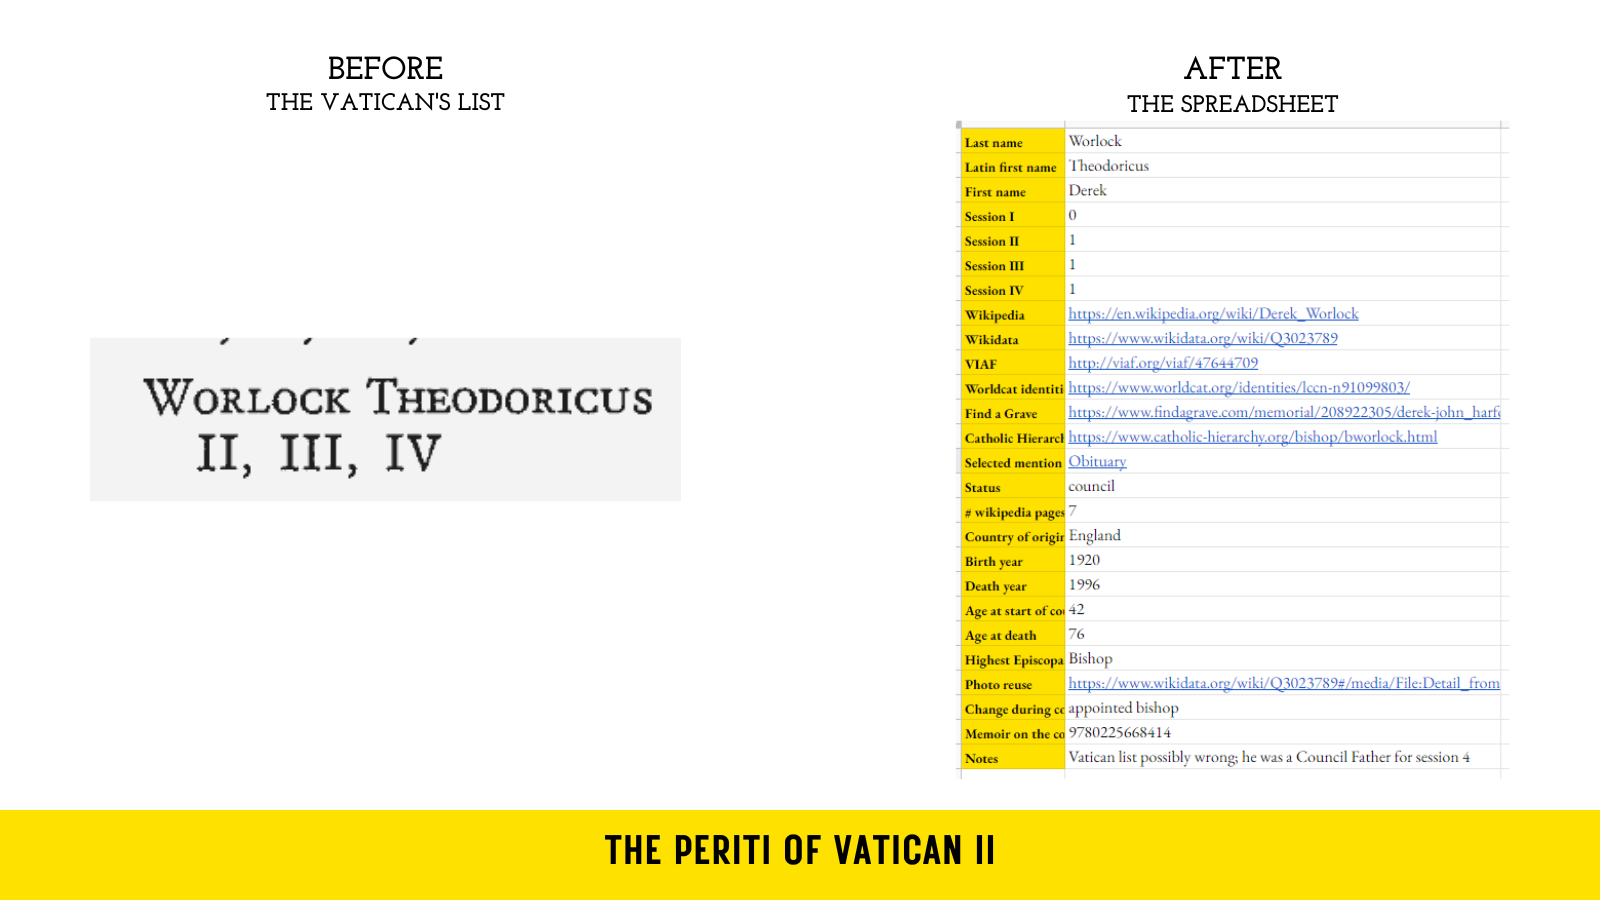 BEFORE
THE VATICAN'S LIST
WORLOCK THEODORICUS
II, III, IV
AFTER
THE SPREADSHEET
Last name Worlock
Latin first name Theodoricus
First name Derek
Session I 0
Session II 1
Session III 1
Session IV 1
Wikipedia https://en.wikipedia.org/wiki/Derek_Worlock
Wikidata https://www.wikidata.org/wiki/Q3023789
VIAF http://viaf.org/viaf/47644709
Worldcat identiti https://www.worldcat.org/identities/lccn-n91099803/
Find a Grave https://www.findagrave.com/memorial/208922305/derek-john_harfo
Catholic Hierarch https://www.catholic-hierarchy.org/bishop/bworlock.html
Selected mention Obituary
Status council
# wikipedia pages 7
Country of origin England
Birth year 1920
Death year 1996
Age at start of cou 42
Age at death 76
Highest Episcopa Bishop
Photo reuse https://www.wikidata.org/wiki/Q3023789#/media/File:Detail_from
Change during co appointed bishop
Memoir on the co 9780225668414
Notes Vatican list possibly wrong; he was a Council Father for session 4
THE PERITI OF VATICAN II